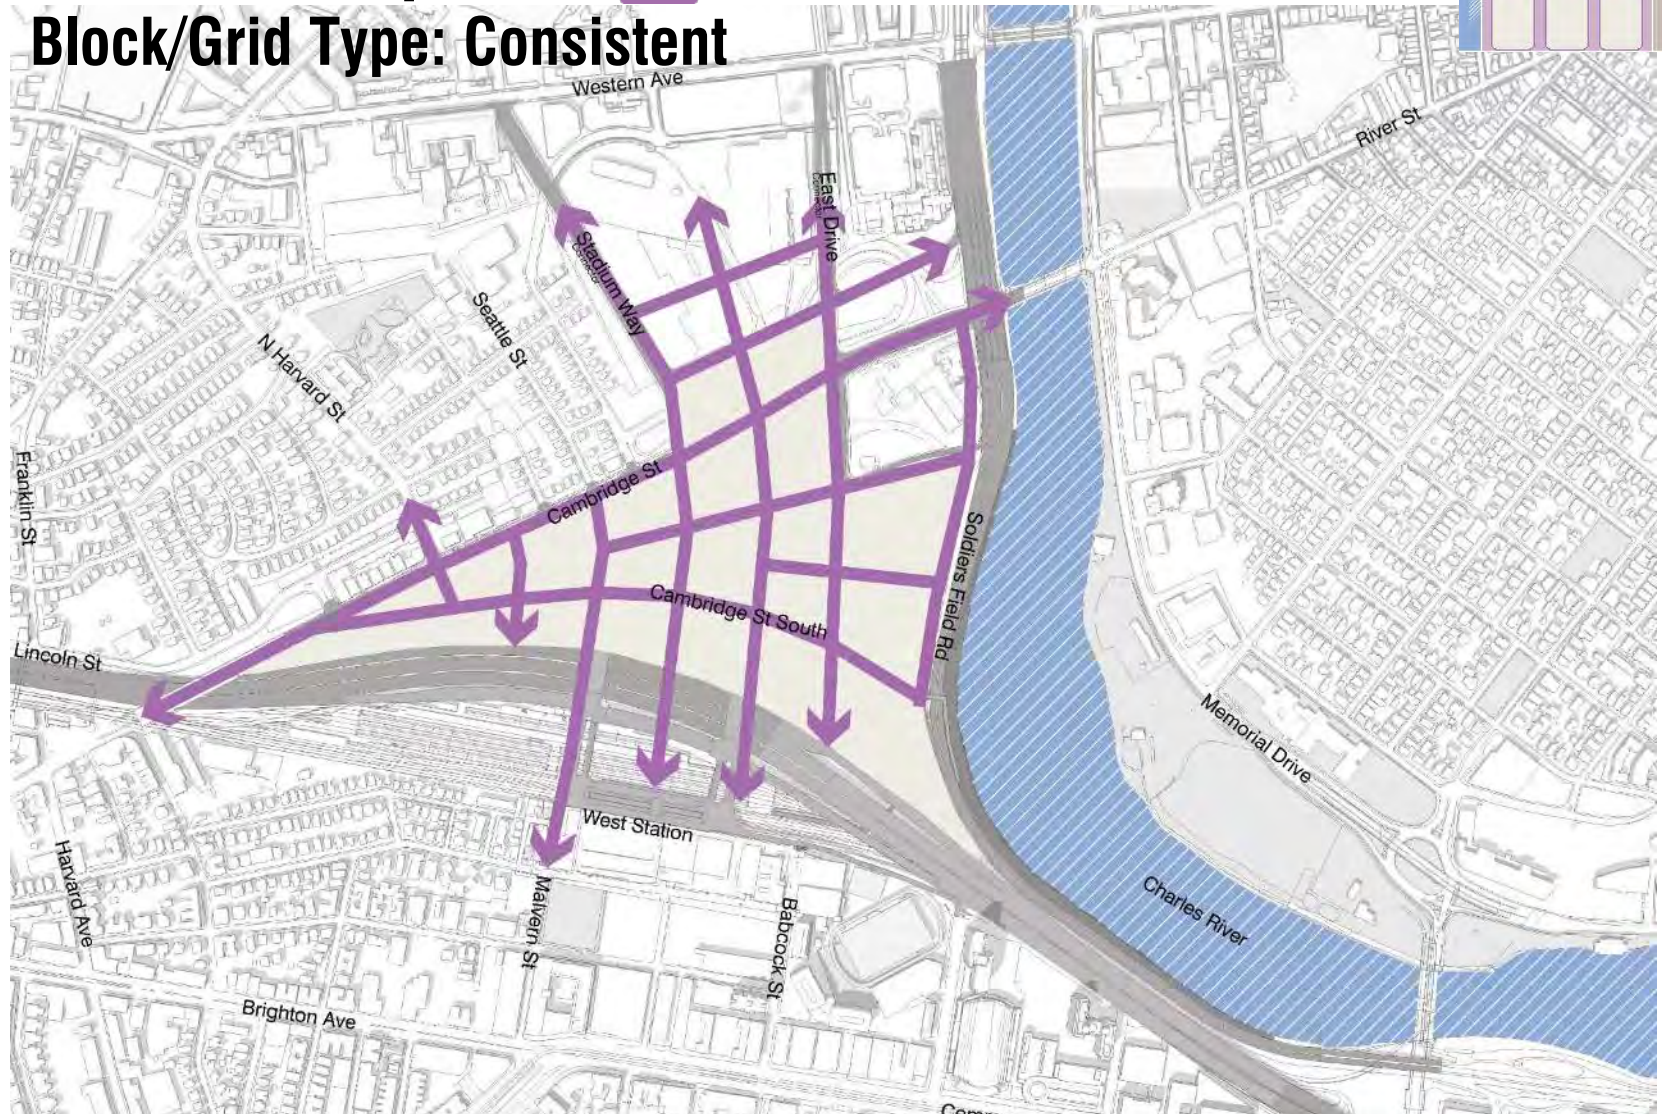 Block/Grid Type: Consistent
Western Ave
River St
East Drive
Connector
Stadium Way
Connector
Seattle St
N Harvard St
Franklin St
Cambridge St
Soldiers Field Rd
Cambridge St South
Lincoln St
Memorial Drive
West Station
Harvard Ave
Malvern St
Babcock St
Charles River
Brighton Ave